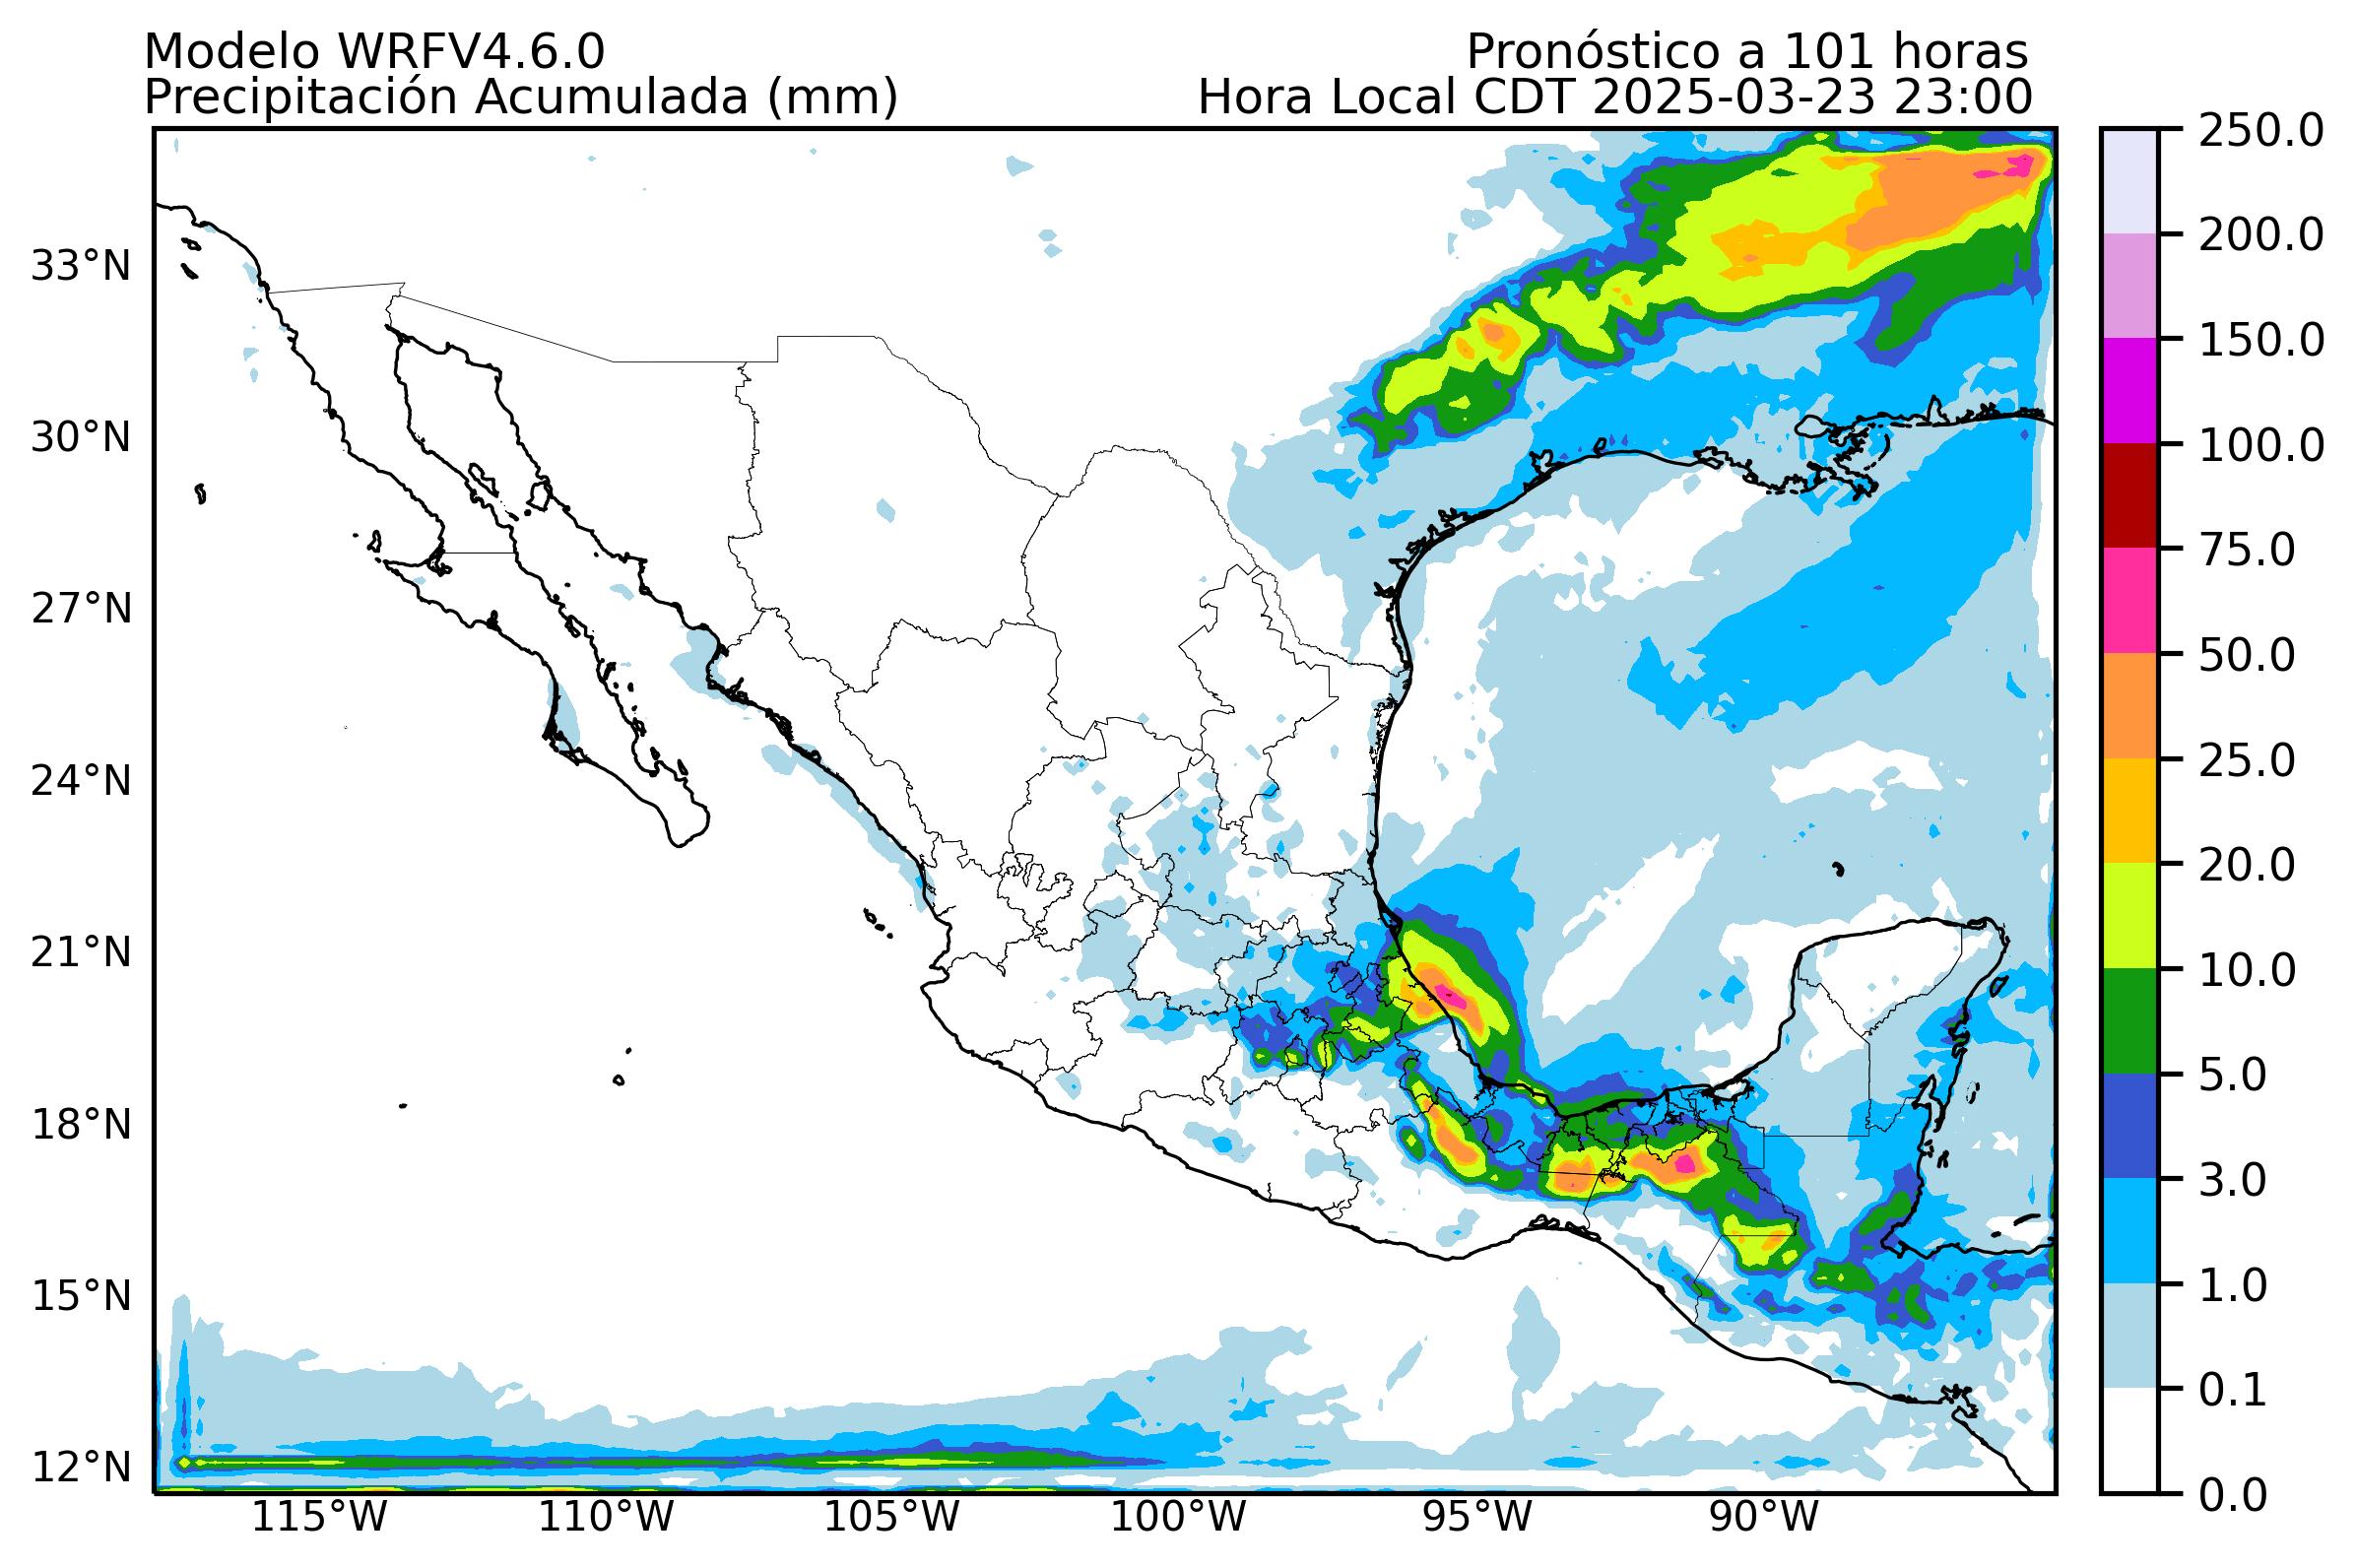 Modelo WRFV4.6.0
Pronóstico a 101 horas
Precipitación Acumulada (mm)
Hora Local CDT 2025-03-23 23:00
33°N
30°N
27°N
24°N
21°N
18°N
15°N
12°N
115°W
110°W
105°W
100°W
95°W
90°W
250.0
200.0
150.0
100.0
75.0
50.0
25.0
20.0
10.0
5.0
3.0
1.0
0.1
0.0